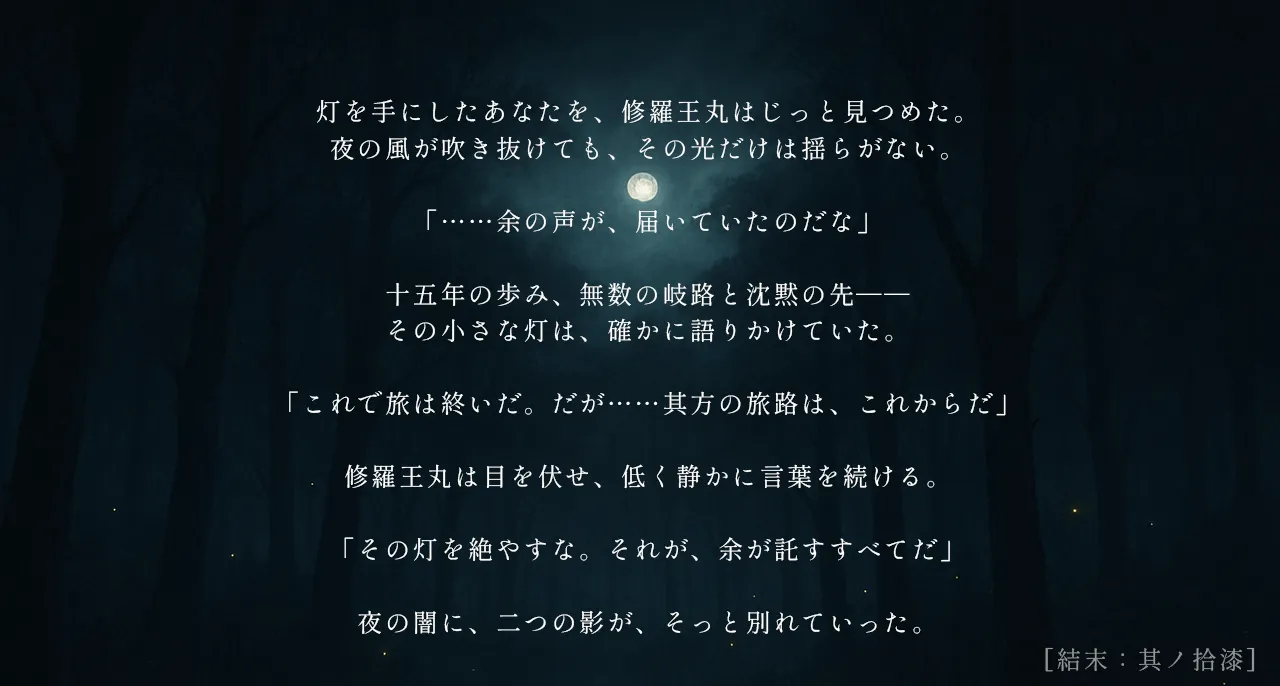 灯を手にしたあなたを、修羅王丸はじっと見つめた。
夜の風が吹き抜けても、その光だけは揺らがない。
「……余の声が、届いていたのだな」
十五年の歩み、無数の岐路と沈黙の先――
その小さな灯は、確かに語りかけていた。
「これで旅は終いだ。だが……其方の旅路は、これからだ」
修羅王丸は目を伏せ、低く静かに言葉を続ける。
「その灯を絶やすな。それが、余が託すすべてだ」
夜の闇に、二つの影が、そっと別れていった。
[結末：其ノ拾漆]